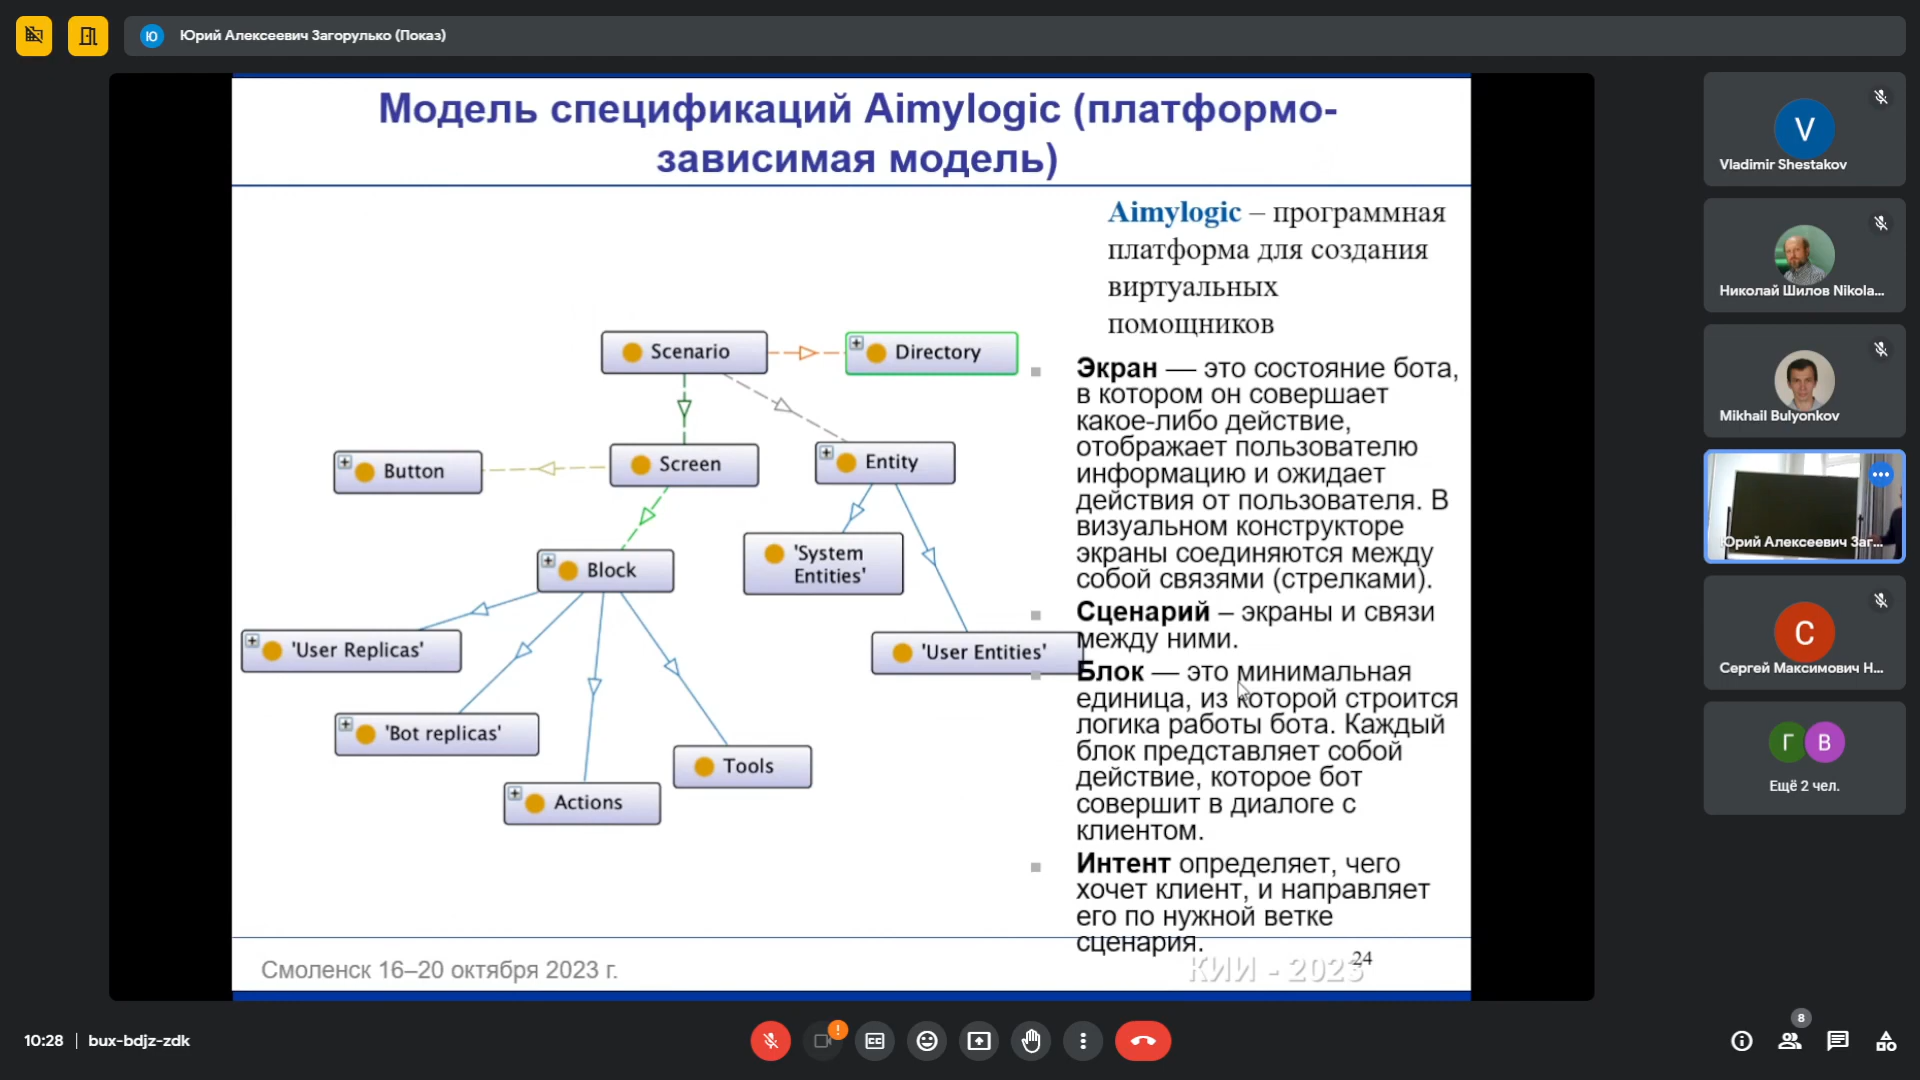 Ю
Юрий Алексеевич Загорулько (Показ)
Модель спецификаций Aimylogic (платформо-
зависимая модель)
Aimylogic – программная
платформа для создания
виртуальных
помощников
Scenario
Directory
Button
Screen
Entity
'System
Entities'
Block
'User Replicas'
'User Entities'
'Bot replicas'
Tools
Actions
Экран — это состояние бота,
в котором он совершает
какое-либо действие,
отображает пользователю
информацию и ожидает
действия от пользователя. В
визуальном конструкторе
экраны соединяются между
собой связями (стрелками).
Сценарий – экраны и связи
между ними.
Блок — это минимальная
единица, из которой строится
логика работы бота. Каждый
блок представляет собой
действие, которое бот
совершит в диалоге с
клиентом.
Интент определяет, чего
хочет клиент, и направляет
его по нужной ветке
сценария.
Смоленск 16–20 октября 2023 г.
КИИ - 2023
24
V
Vladimir Shestakov
Николай Шилов Nikola...
Mikhail Bulyonkov
Юрий Алексеевич Заг...
С
Сергей Максимович Н...
Г
В
Ещё 2 чел.
10:28
bux-bdjz-zdk
!
CC
8